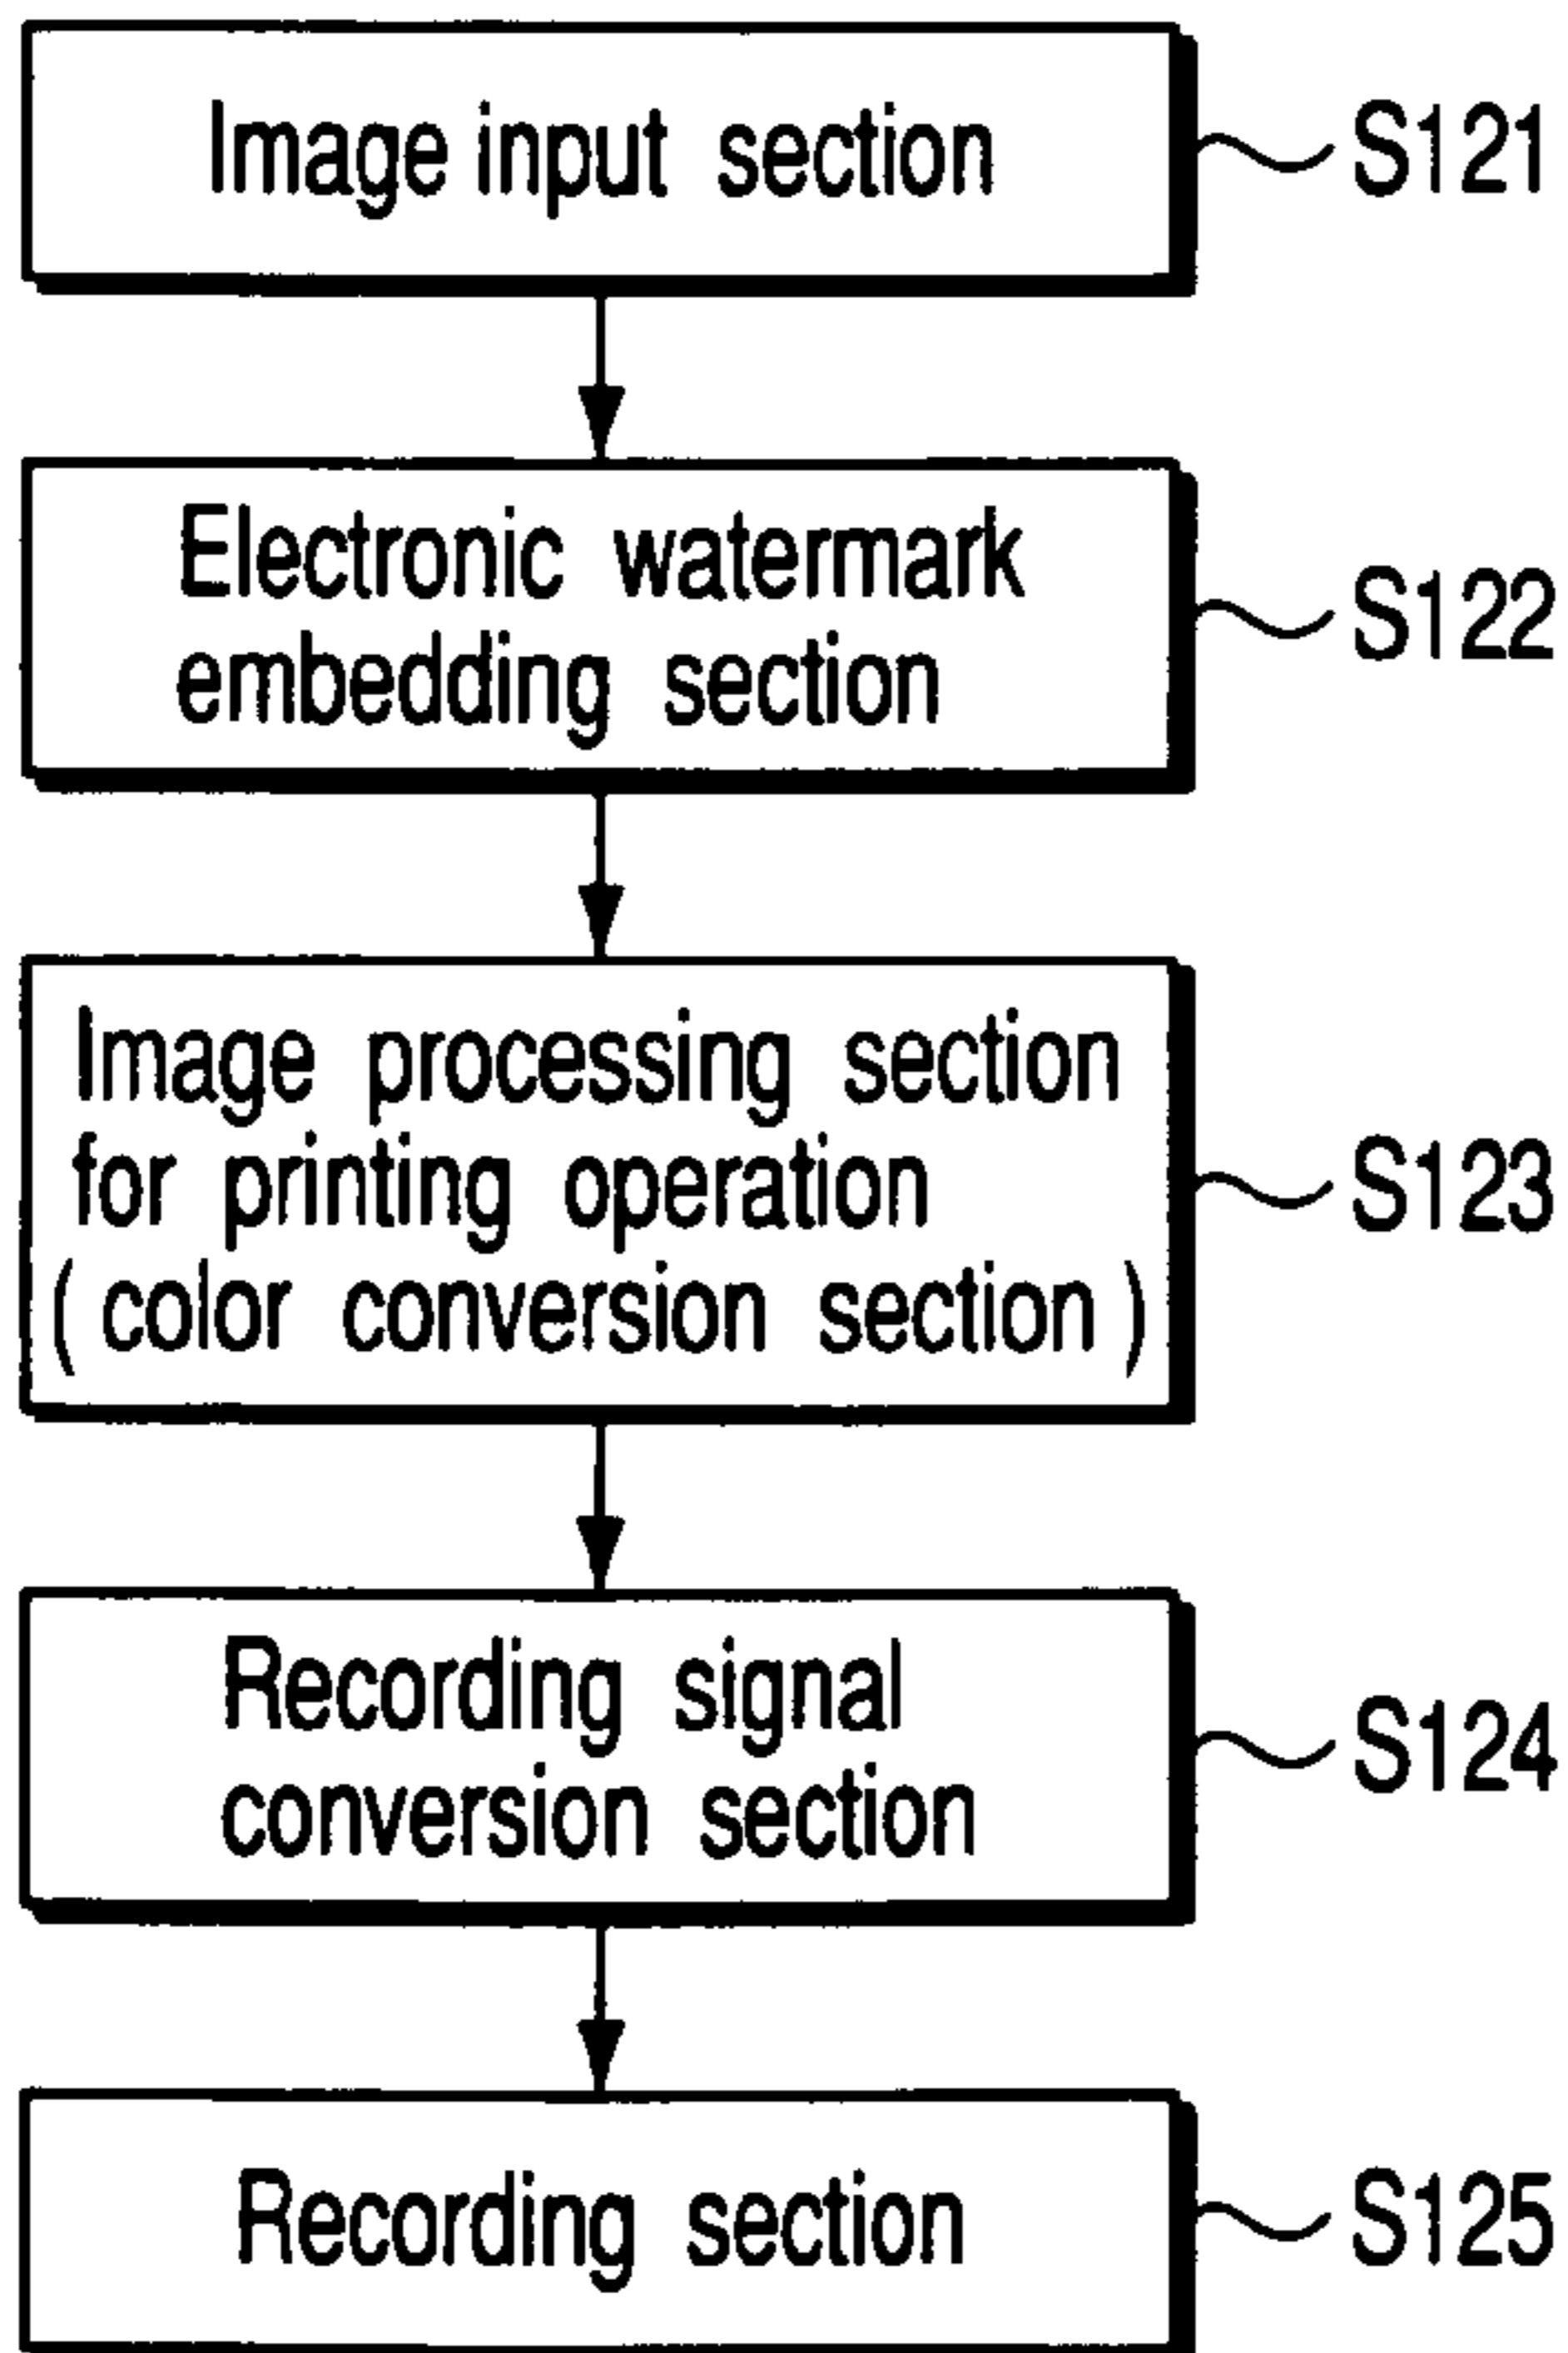 Image input section
S121
Electronic watermark
embedding section
S122
Image processing section
for printing operation
( color conversion section )
S123
Recording signal
conversion section
S124
Recording section
S125